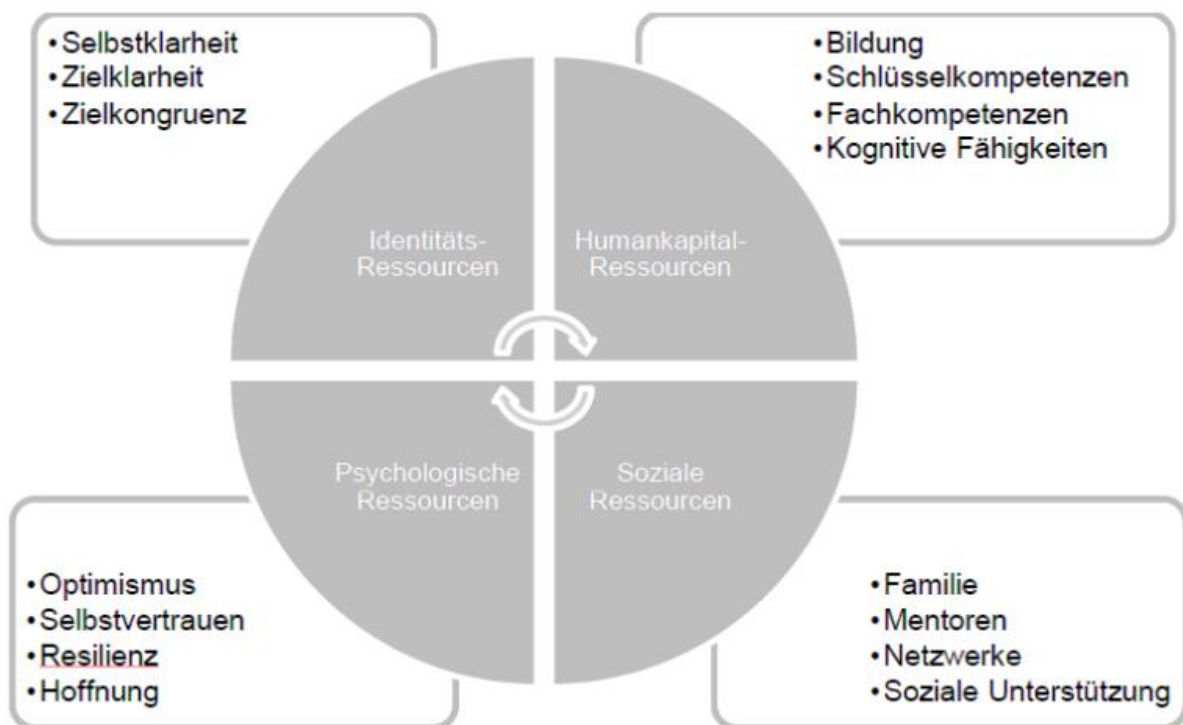 •Selbstklarheit
•Zielklarheit
•Zielkongruenz
•Bildung
•Schlüsselkompetenzen
•Fachkompetenzen
•Kognitive Fähigkeiten
Identitäts-
Ressourcen
Humankapital-
Ressourcen
Psychologische
Ressourcen
Soziale
Ressourcen
•Optimismus
•Selbstvertrauen
•Resilienz
•Hoffnung
•Familie
•Mentoren
•Netzwerke
•Soziale Unterstützung